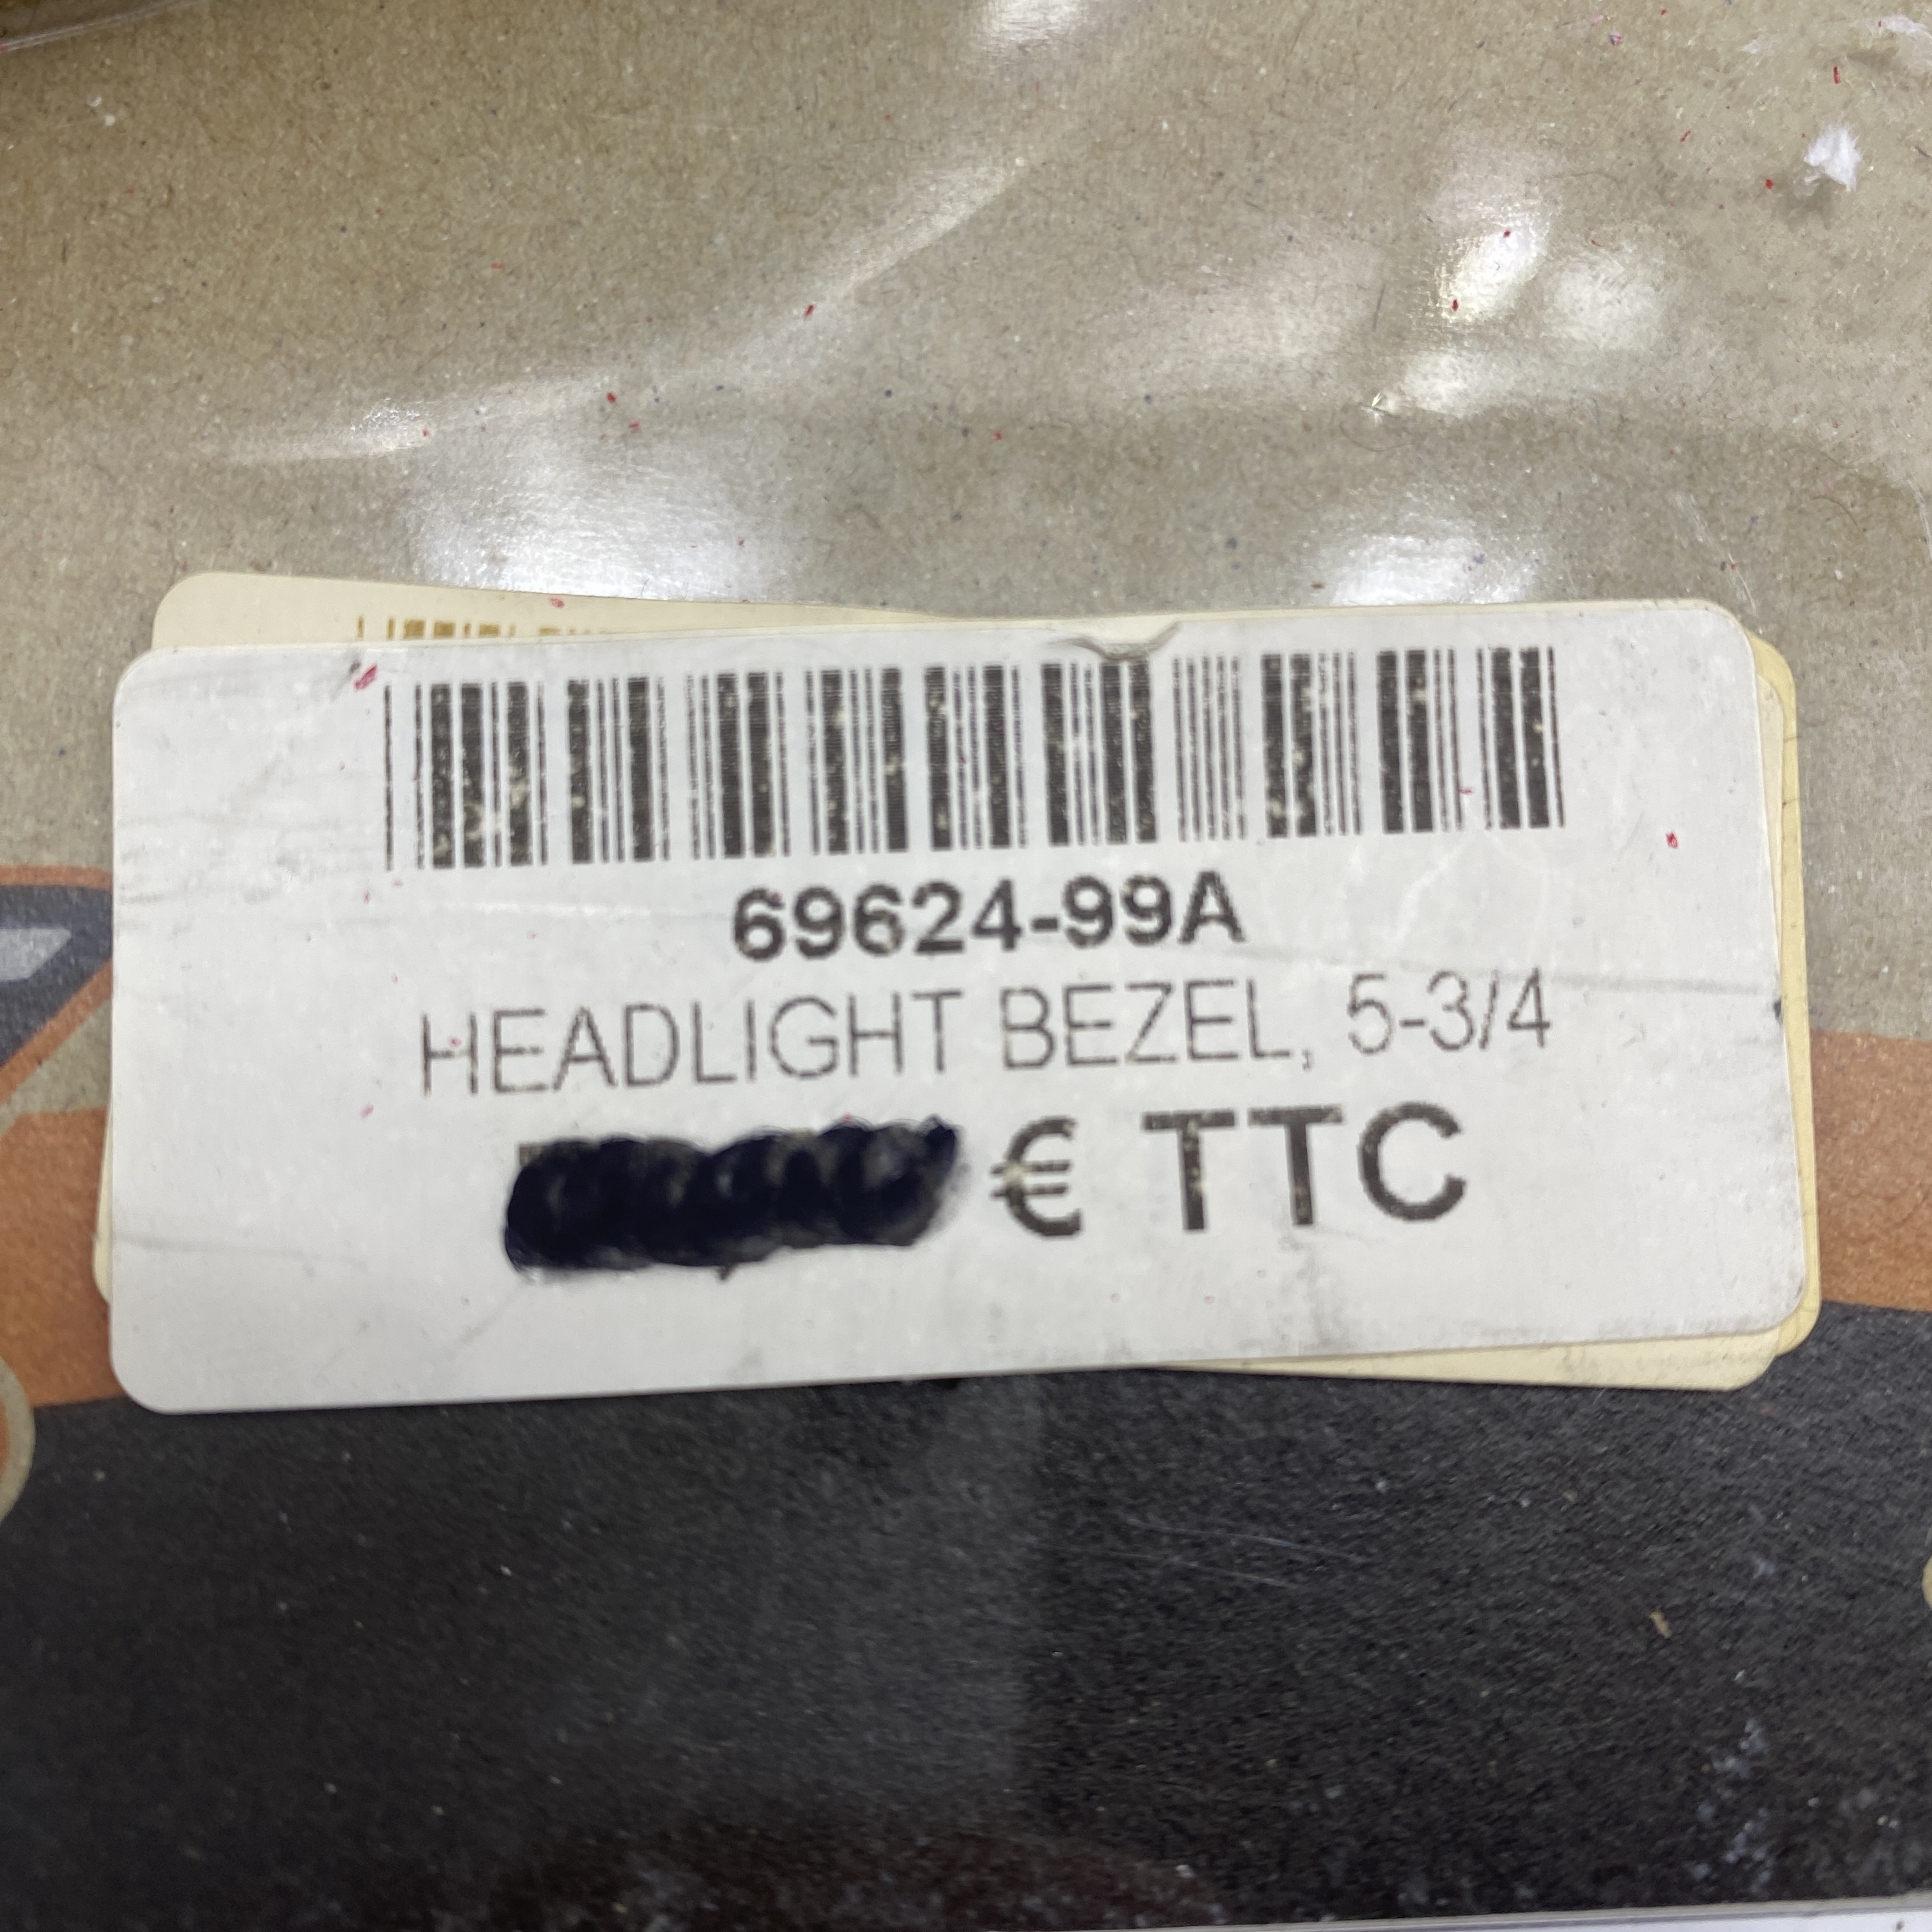 69624-99A
HEADLIGHT BEZEL, 5-3/4
€ TTC